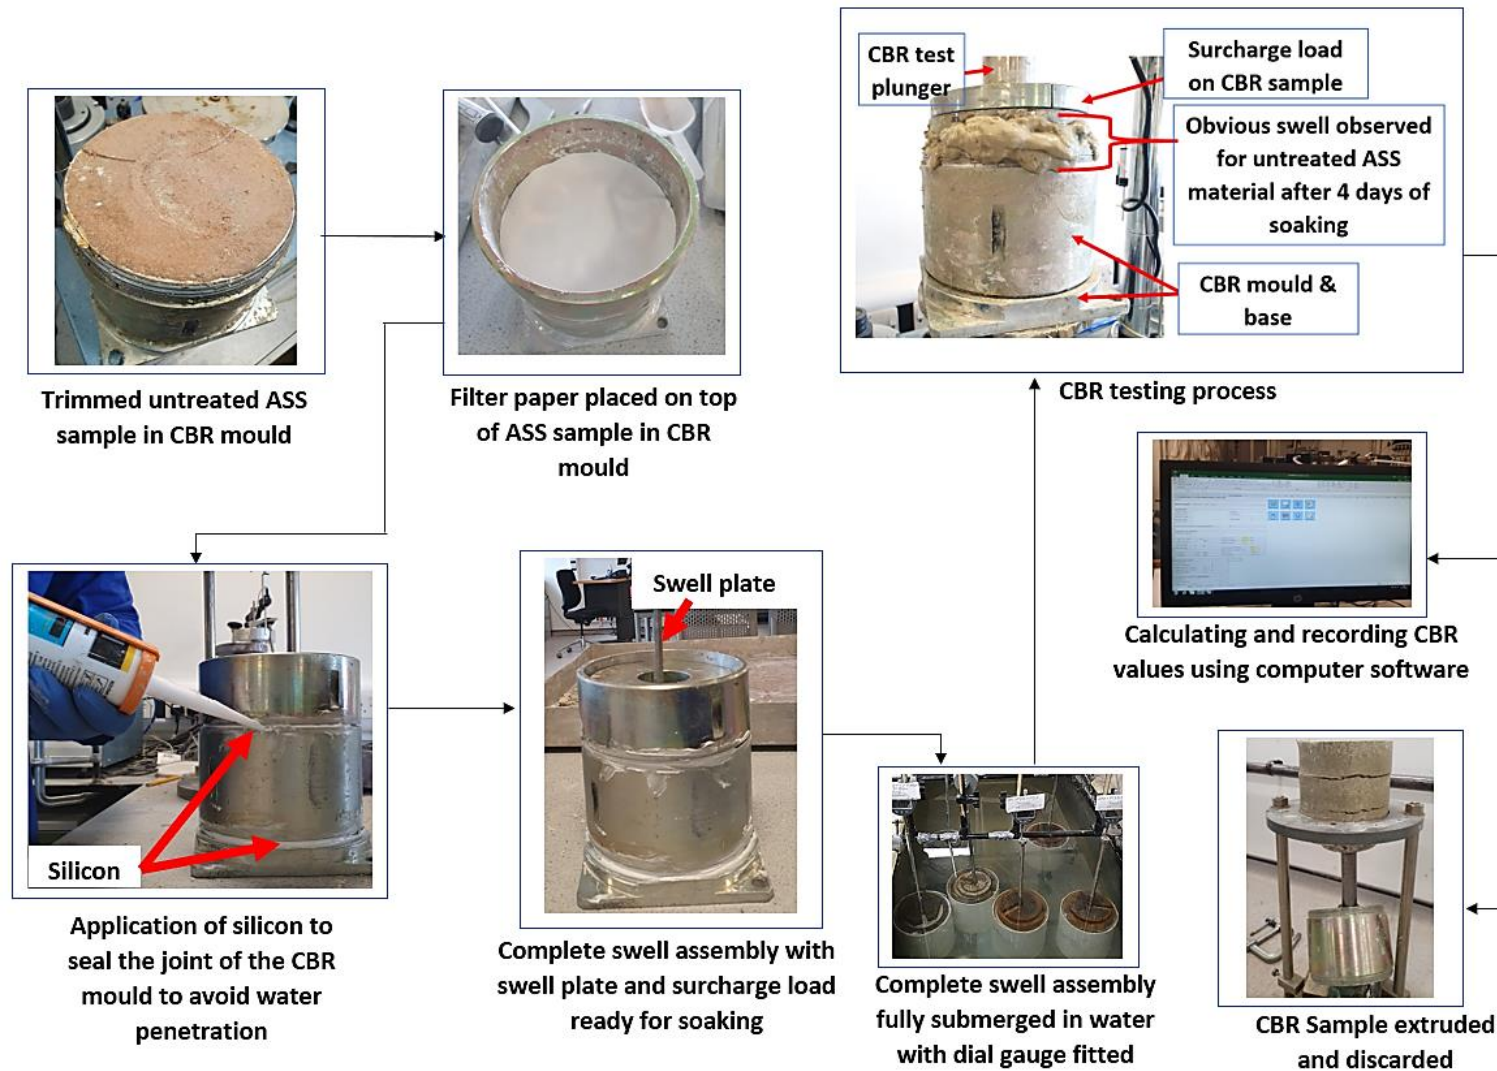 Trimmed untreated ASS
sample in CBR mould
Filter paper placed on top
of ASS sample in CBR
mould
Silicon
Application of silicon to
seal the joint of the CBR
mould to avoid water
penetration
Swell plate
Complete swell assembly with
swell plate and surcharge load
ready for soaking
Complete swell assembly
fully submerged in water
with dial gauge fitted
CBR test
plunger
Surcharge load
on CBR sample
Obvious swell observed
for untreated ASS
material after 4 days of
soaking
CBR mould &
base
CBR testing process
Calculating and recording CBR
values using computer software
CBR Sample extruded
and discarded